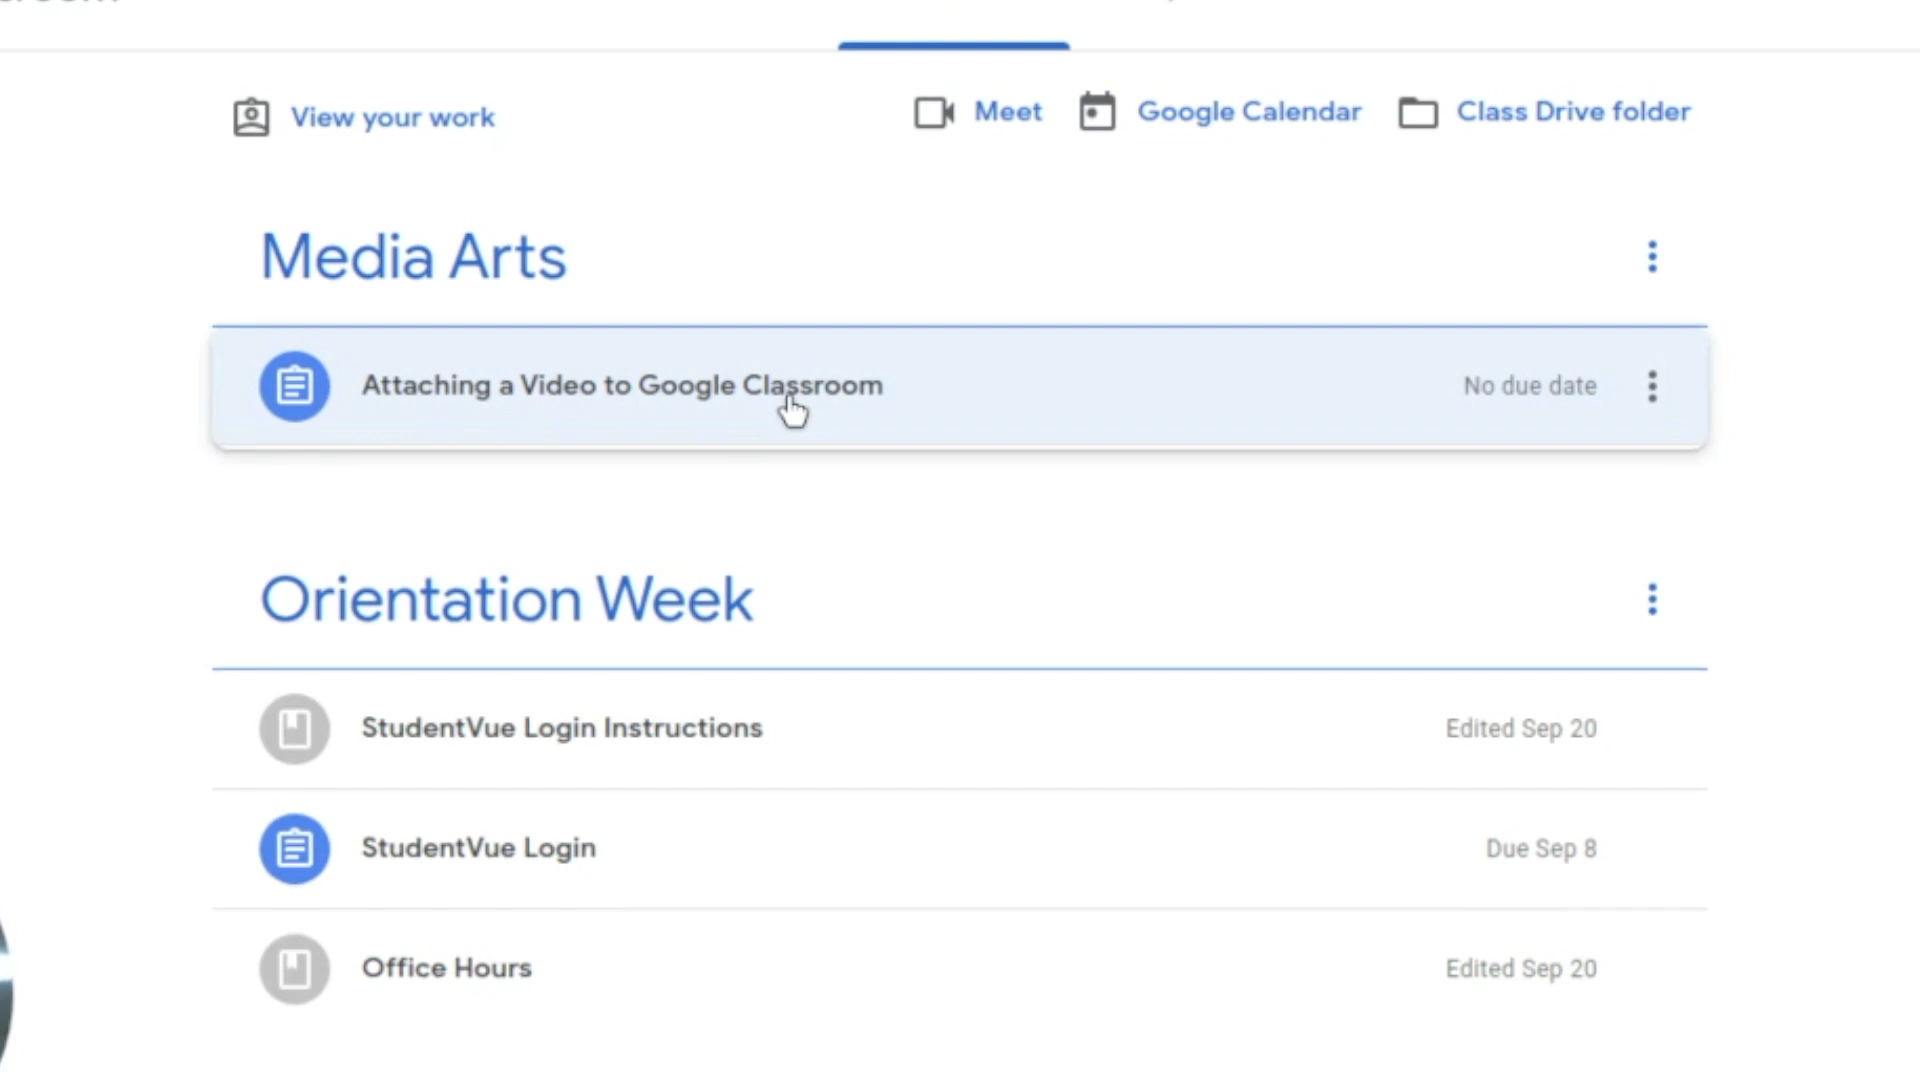 View your work
Meet
Google Calendar
Class Drive folder
Media Arts
Attaching a Video to Google Classroom
No due date
Orientation Week
StudentVue Login Instructions
Edited Sep 20
StudentVue Login
Due Sep 8
Office Hours
Edited Sep 20